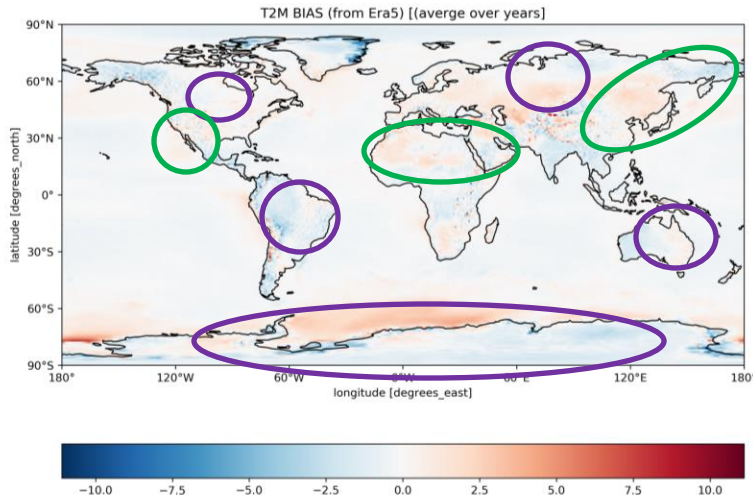 T2M BIAS (from Era5) [(averge over years]
90°N
60°N
30°N
0°
30°S
60°S
90°S
latitude [degrees_north]
180° 120°W 60°W 0° 60°E 120°E 180°
longitude [degrees_east]
−10.0 −7.5 −5.0 −2.5 0.0 2.5 5.0 7.5 10.0